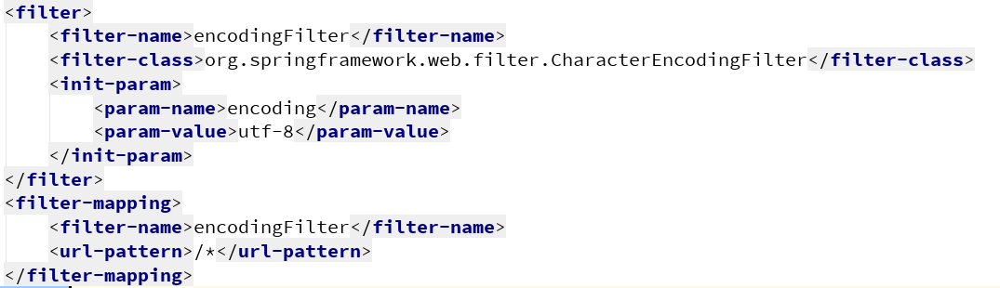 <filter>
    <filter-name>encodingFilter</filter-name>
    <filter-class>org.springframework.web.filter.CharacterEncodingFilter</filter-class>
    <init-param>
        <param-name>encoding</param-name>
        <param-value>utf-8</param-value>
    </init-param>
</filter>
<filter-mapping>
    <filter-name>encodingFilter</filter-name>
    <url-pattern>/*</url-pattern>
</filter-mapping>